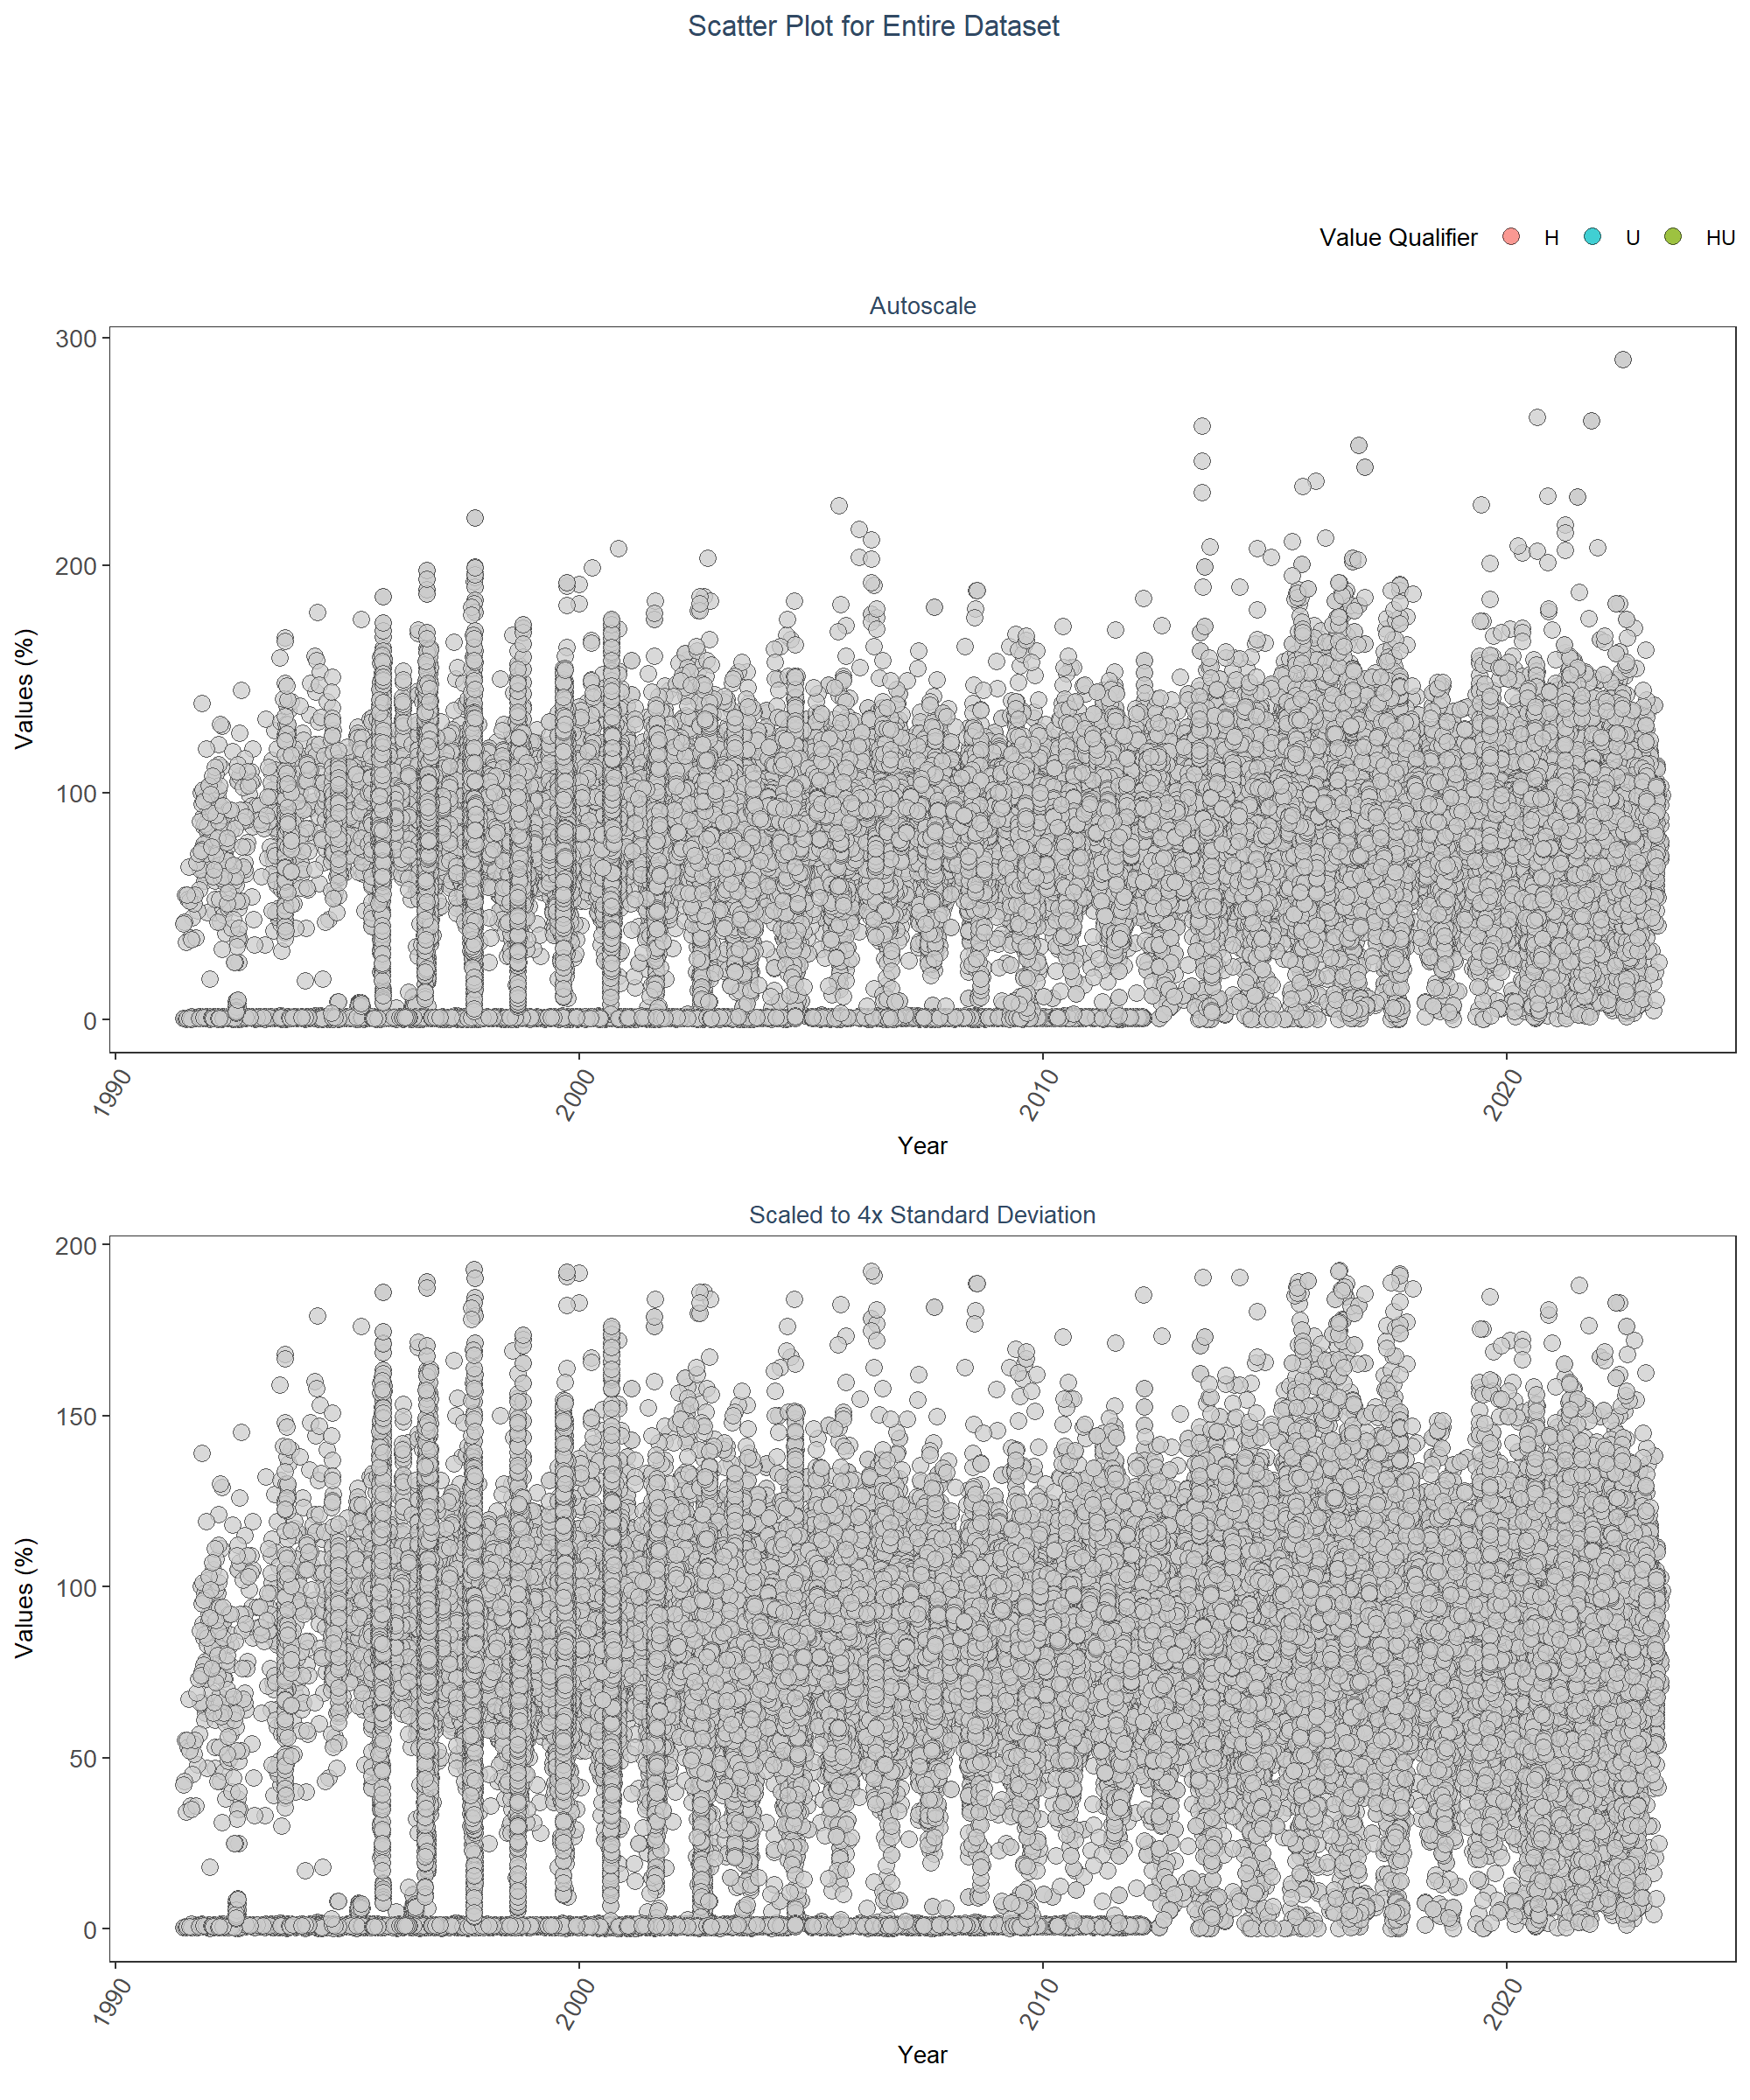 Scatter Plot for Entire Dataset
Value Qualifier H U HU
Autoscale
300
200
100
0
Values (%)
1990 2000 2010 2020
Year
Scaled to 4x Standard Deviation
200
150
100
50
0
Values (%)
1990 2000 2010 2020
Year